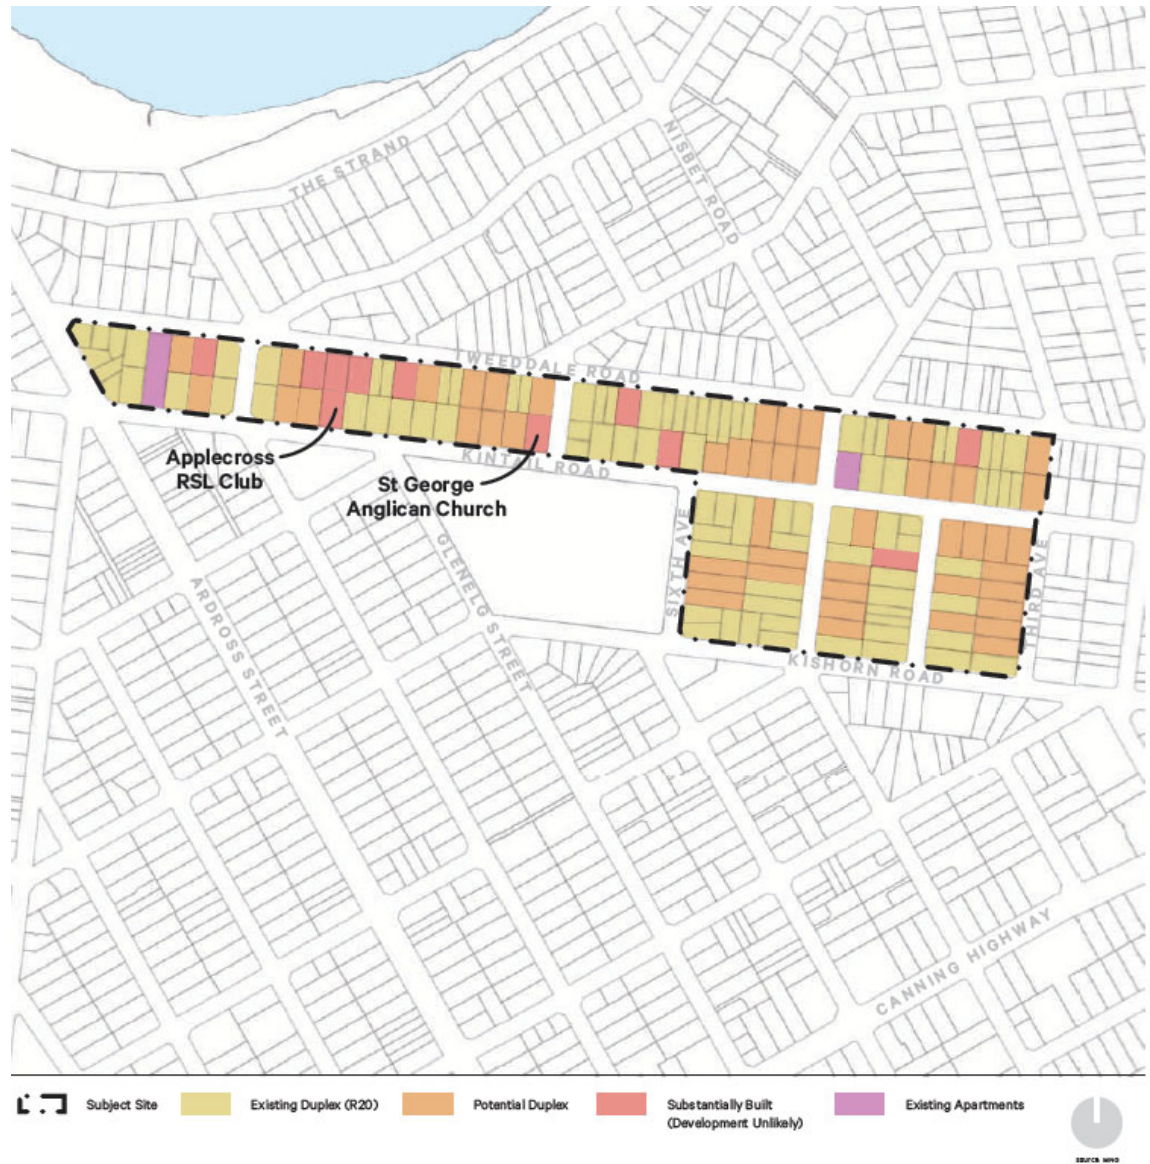 THE STRAND
NISBET ROAD
TWEEDDALE ROAD
Applecross
RSL Club
KINTAIL ROAD
St George
Anglican Church
SIXTH AVE
THIRD AVE
GLENELG STREET
ARDROSS STREET
KISHORN ROAD
CANNING HIGHWAY
Subject Site
Existing Duplex (R20)
Potential Duplex
Substantially Built
(Development Unlikely)
Existing Apartments